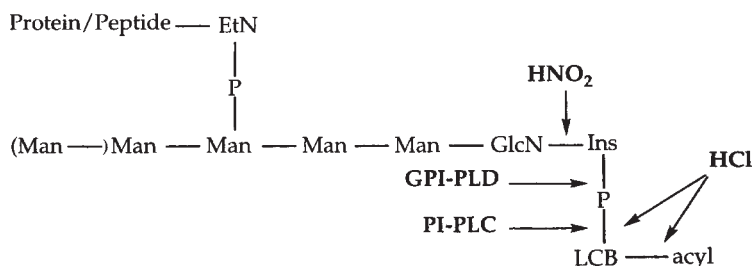 Protein/Peptide — EtN
P
HNO₂
(Man —) Man — Man — Man — Man — GlcN — Ins
GPI-PLD
P
HCl
PI-PLC
LCB — acyl